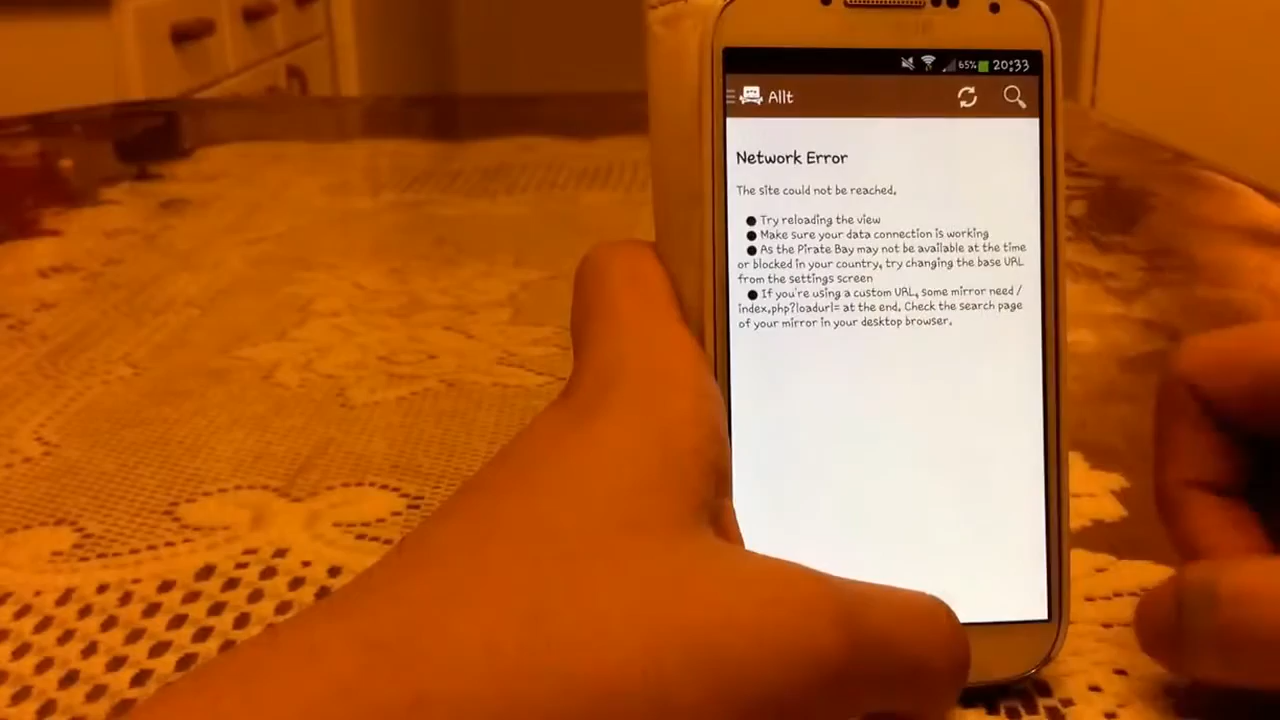 65% 20:33
Allt
Network Error
The site could not be reached.
● Try reloading the view
● Make sure your data connection is working
● As the Pirate Bay may not be available at the time
or blocked in your country, try changing the base URL
from the settings screen
● If you're using a custom URL, some mirror need /
index.php?loadurl= at the end. Check the search page
of your mirror in your desktop browser.